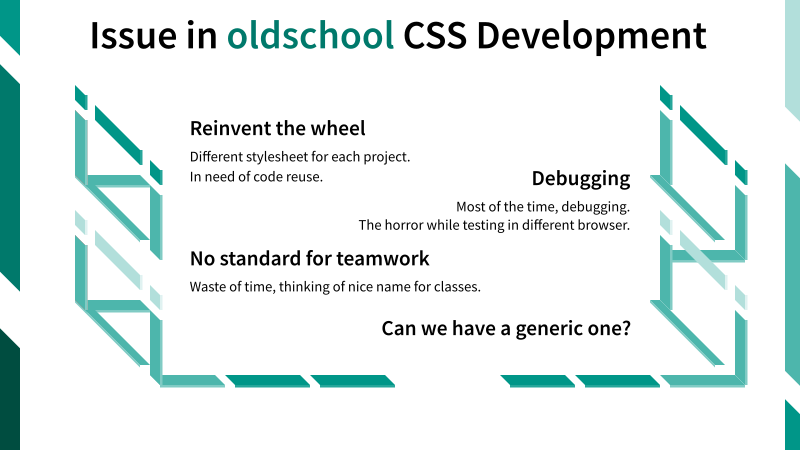 Issue in oldschool CSS Development
Reinvent the wheel
Different stylesheet for each project.
In need of code reuse.
Debugging
Most of the time, debugging.
The horror while testing in different browser.
No standard for teamwork
Waste of time, thinking of nice name for classes.
Can we have a generic one?